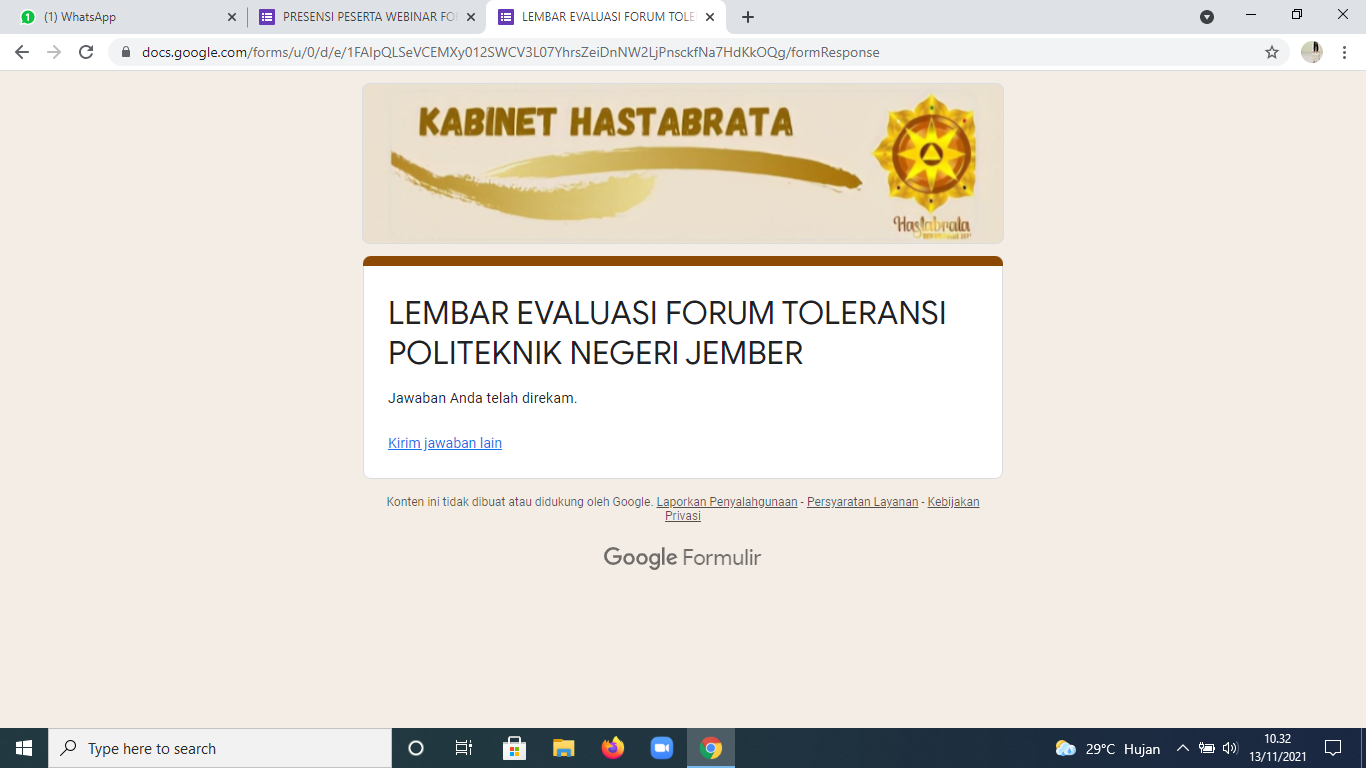 1 (1) WhatsApp
PRESENSI PESERTA WEBINAR FO
LEMBAR EVALUASI FORUM TOLE
docs.google.com/forms/u/0/d/e/1FAIpQLSeVCEMXy012SWCV3L07YhrsZeiDnNW2LjPnsckfNa7HdKkOQg/formResponse
KABINET HASTABRATA
Hastabrata
LEMBAR EVALUASI FORUM TOLERANSI
POLITEKNIK NEGERI JEMBER
Jawaban Anda telah direkam.
Kirim jawaban lain
Konten ini tidak dibuat atau didukung oleh Google. Laporkan Penyalahgunaan - Persyaratan Layanan - Kebijakan
Privasi
Google Formulir
Type here to search
29°C Hujan
10.32
13/11/2021